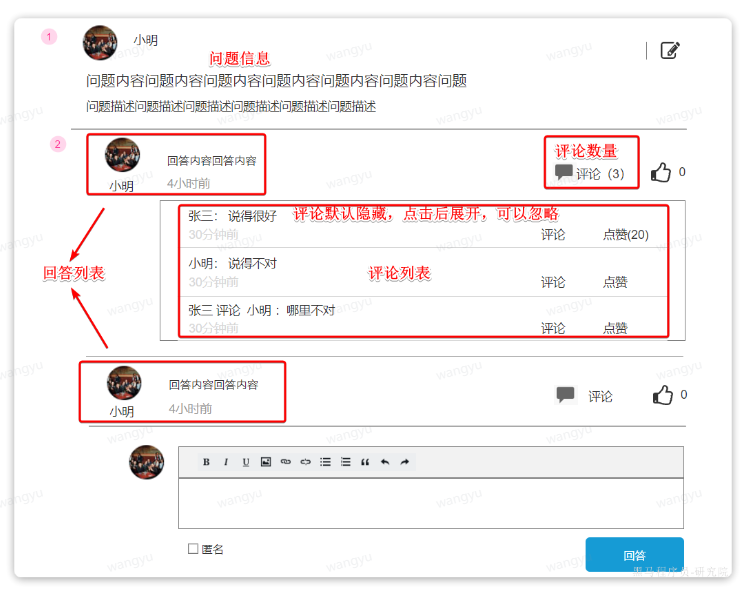 1
小明
问题信息
问题内容问题内容问题内容问题内容问题内容问题内容问题
问题描述问题描述问题描述问题描述问题描述问题描述
2
回答内容回答内容
4小时前
小明
评论数量
评论（3）
0
张三： 说得很好
评论默认隐藏，点击后展开，可以忽略
30分钟前
评论
点赞(20)
小明： 说得不对
30分钟前
评论
点赞
评论列表
张三 评论 小明 ： 哪里不对
30分钟前
评论
点赞
回答列表
回答内容回答内容
4小时前
小明
评论
0
B I U
匿名
回答
黑马程序员-研究院
wangyu